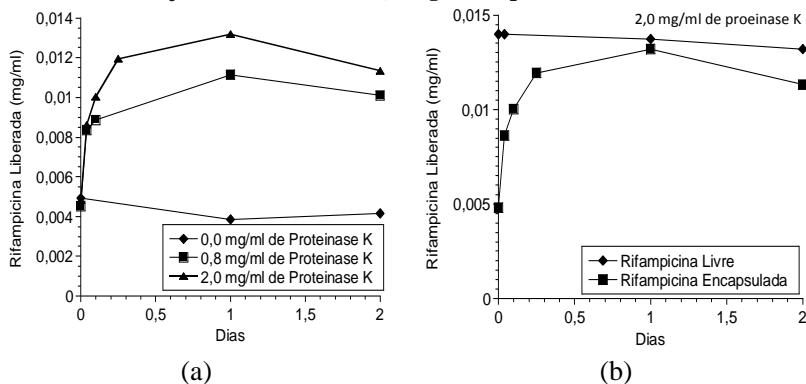 Rifampicina Liberada (mg/ml)
0,014
0,012
0,01
0,008
0,006
0,004
0,002
0
0,0 mg/ml de Proteinase K
0,8 mg/ml de Proteinase K
2,0 mg/ml de Proteinase K
0 0,5 1 1,5 2
Dias
(a)
2,0 mg/ml de proeinase K
Rifampicina Liberada (mg/ml)
0,015
0,01
0,005
0
Rifampicina Livre
Rifampicina Encapsulada
0 0,5 1 1,5 2
Dias
(b)